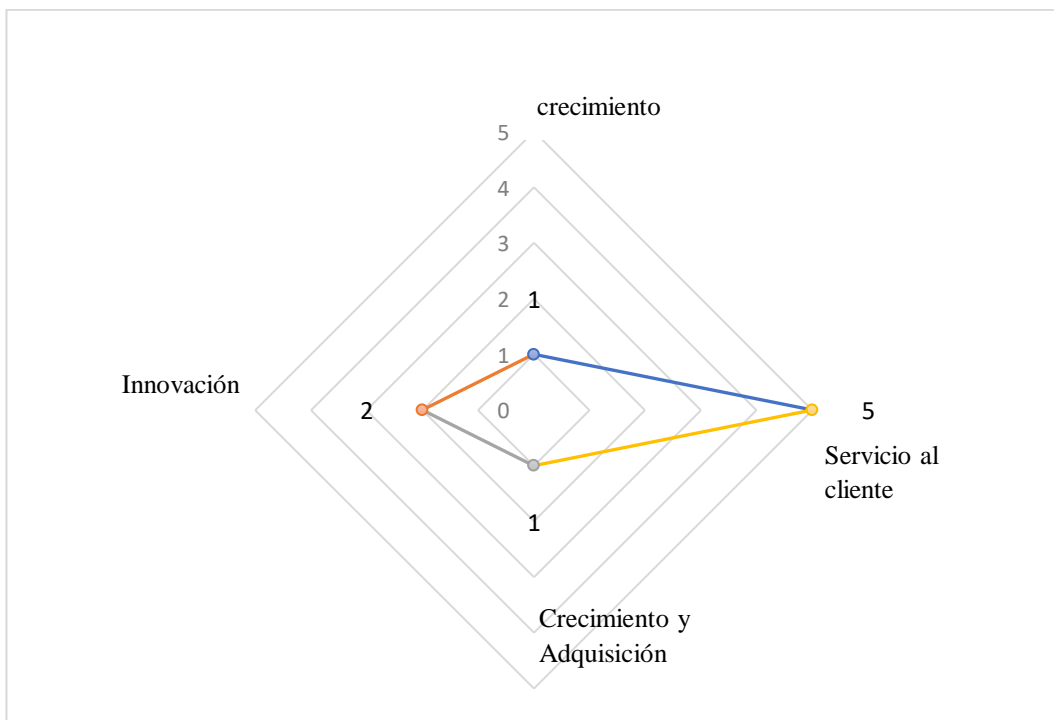 crecimiento
5
4
3
2
1
1
Innovación
2
0
5
Servicio al
cliente
1
Crecimiento y
Adquisición